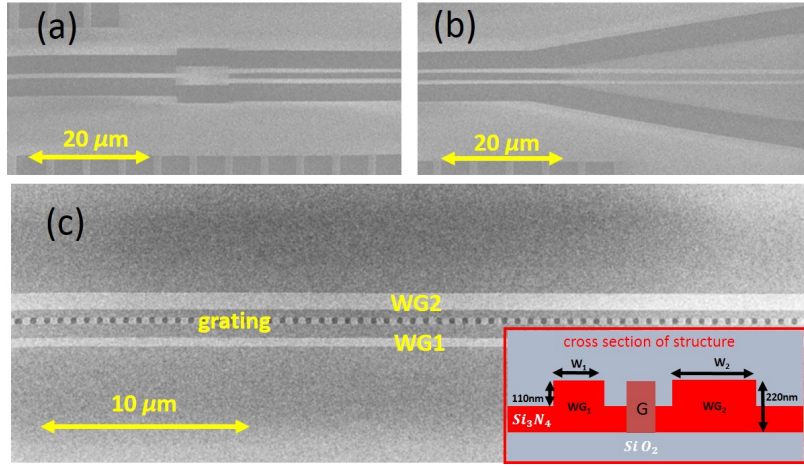 (a)
(b)
20 μm
20 μm
(c)
WG2
grating
WG1
10 μm
cross section of structure
W₁
W₂
110nm
WG₁
G
WG₂
220nm
Si₃N₄
SiO₂